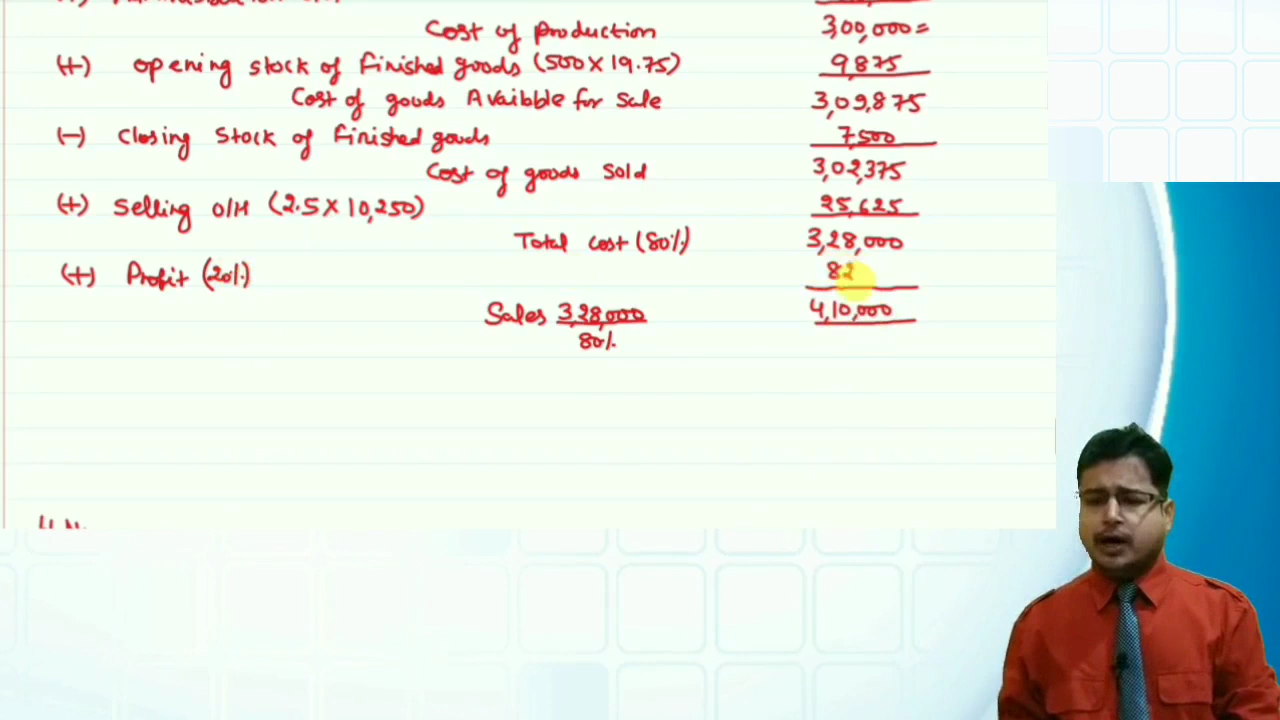 Cost of production 3,00,000=
(+) opening stock of finished goods (500 X 19.75) 9,875
Cost of goods Availbble for sale 3,09,875
(-) closing stock of finished goods 7,500
Cost of goods sold 3,02,375
(+) Selling O/H (2.5 X 10,250) 25,625
Total cost (80%) 3,28,000
(+) Profit (20%) 82
Sales 3,28,000 4,10,000
80%